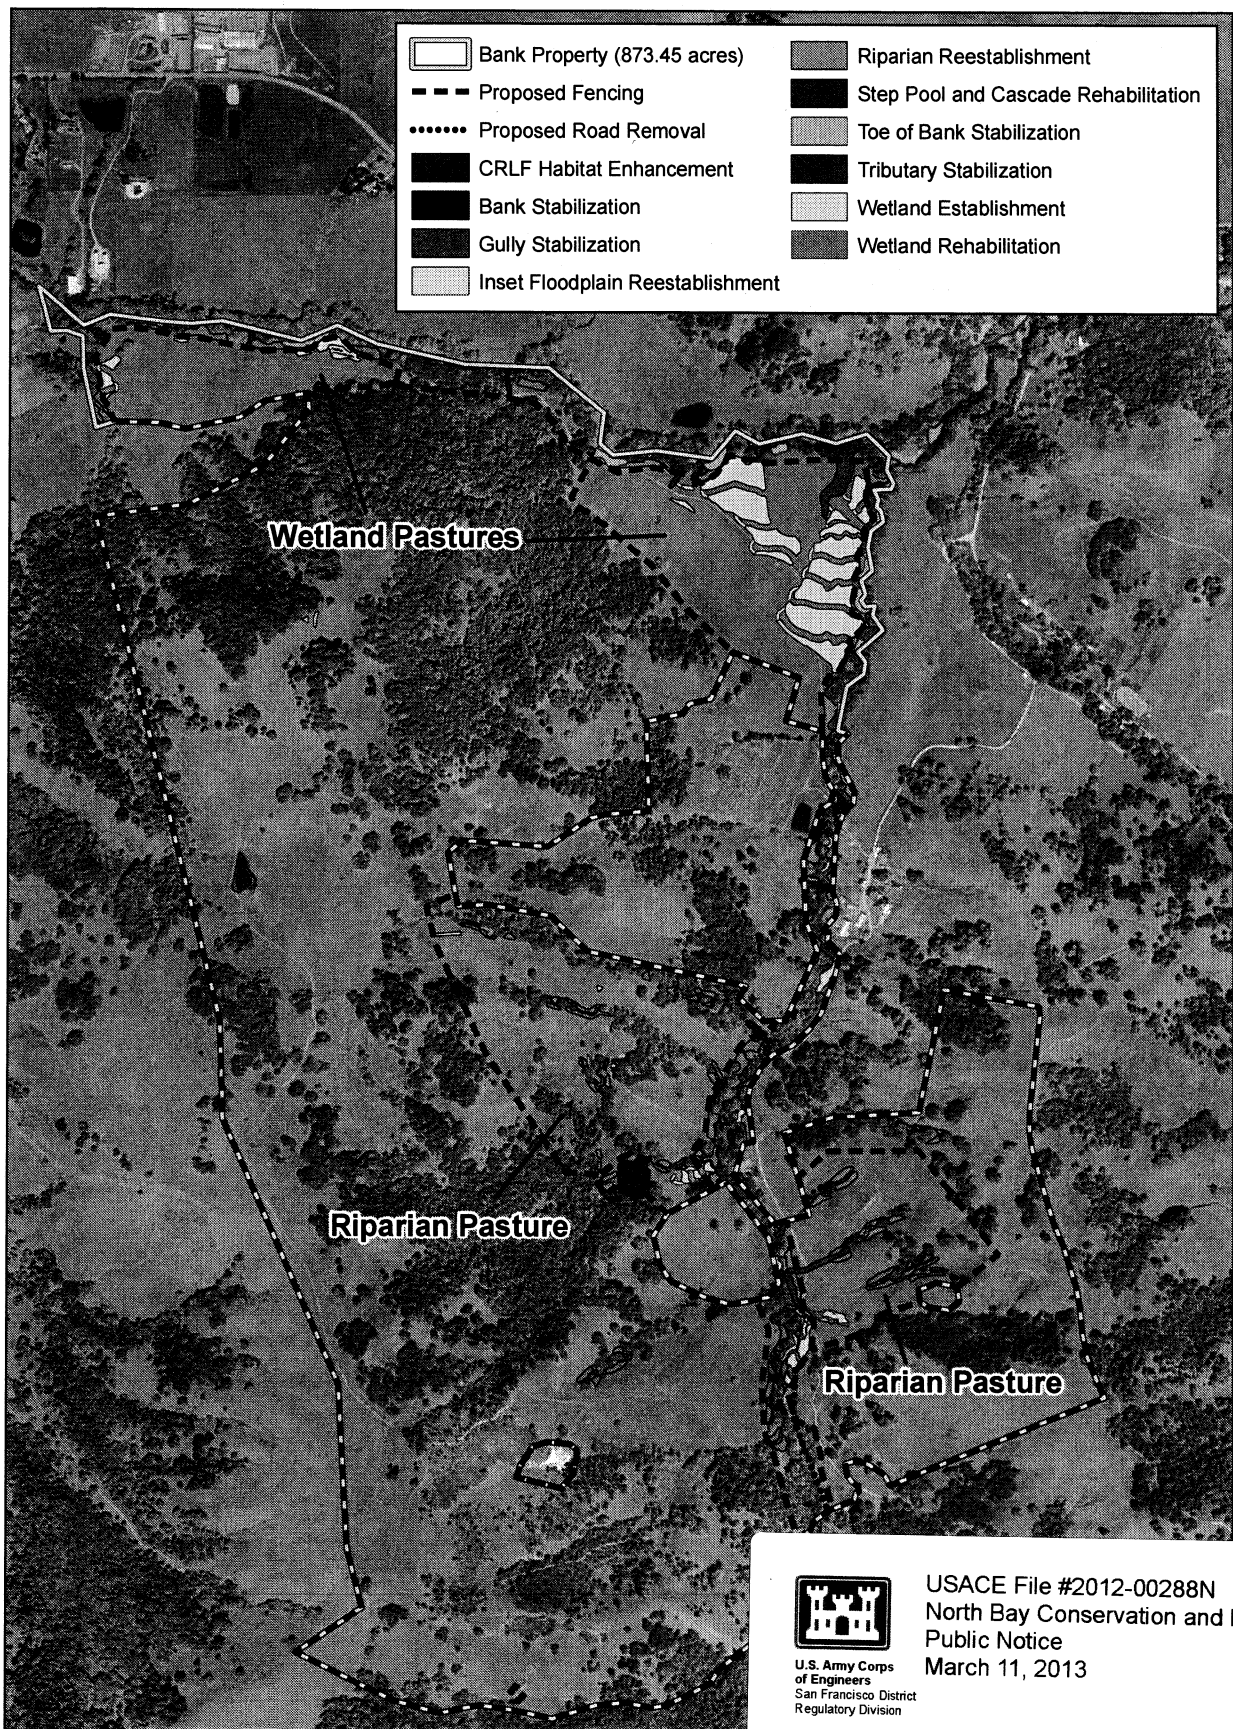 Bank Property (873.45 acres)
Proposed Fencing
Proposed Road Removal
CRLF Habitat Enhancement
Bank Stabilization
Gully Stabilization
Inset Floodplain Reestablishment
Riparian Reestablishment
Step Pool and Cascade Rehabilitation
Toe of Bank Stabilization
Tributary Stabilization
Wetland Establishment
Wetland Rehabilitation
Wetland Pastures
Riparian Pasture
Riparian Pasture
USACE File #2012-00288N
North Bay Conservation and
Public Notice
March 11, 2013
U.S. Army Corps
of Engineers
San Francisco District
Regulatory Division